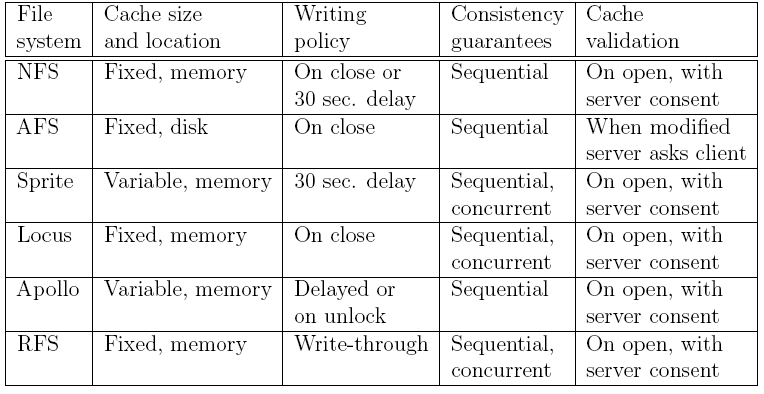 File system | Cache size and location | Writing policy | Consistency guarantees | Cache validation
NFS | Fixed, memory | On close or 30 sec. delay | Sequential | On open, with server consent
AFS | Fixed, disk | On close | Sequential | When modified server asks client
Sprite | Variable, memory | 30 sec. delay | Sequential, concurrent | On open, with server consent
Locus | Fixed, memory | On close | Sequential, concurrent | On open, with server consent
Apollo | Variable, memory | Delayed or on unlock | Sequential | On open, with server consent
RFS | Fixed, memory | Write-through | Sequential, concurrent | On open, with server consent